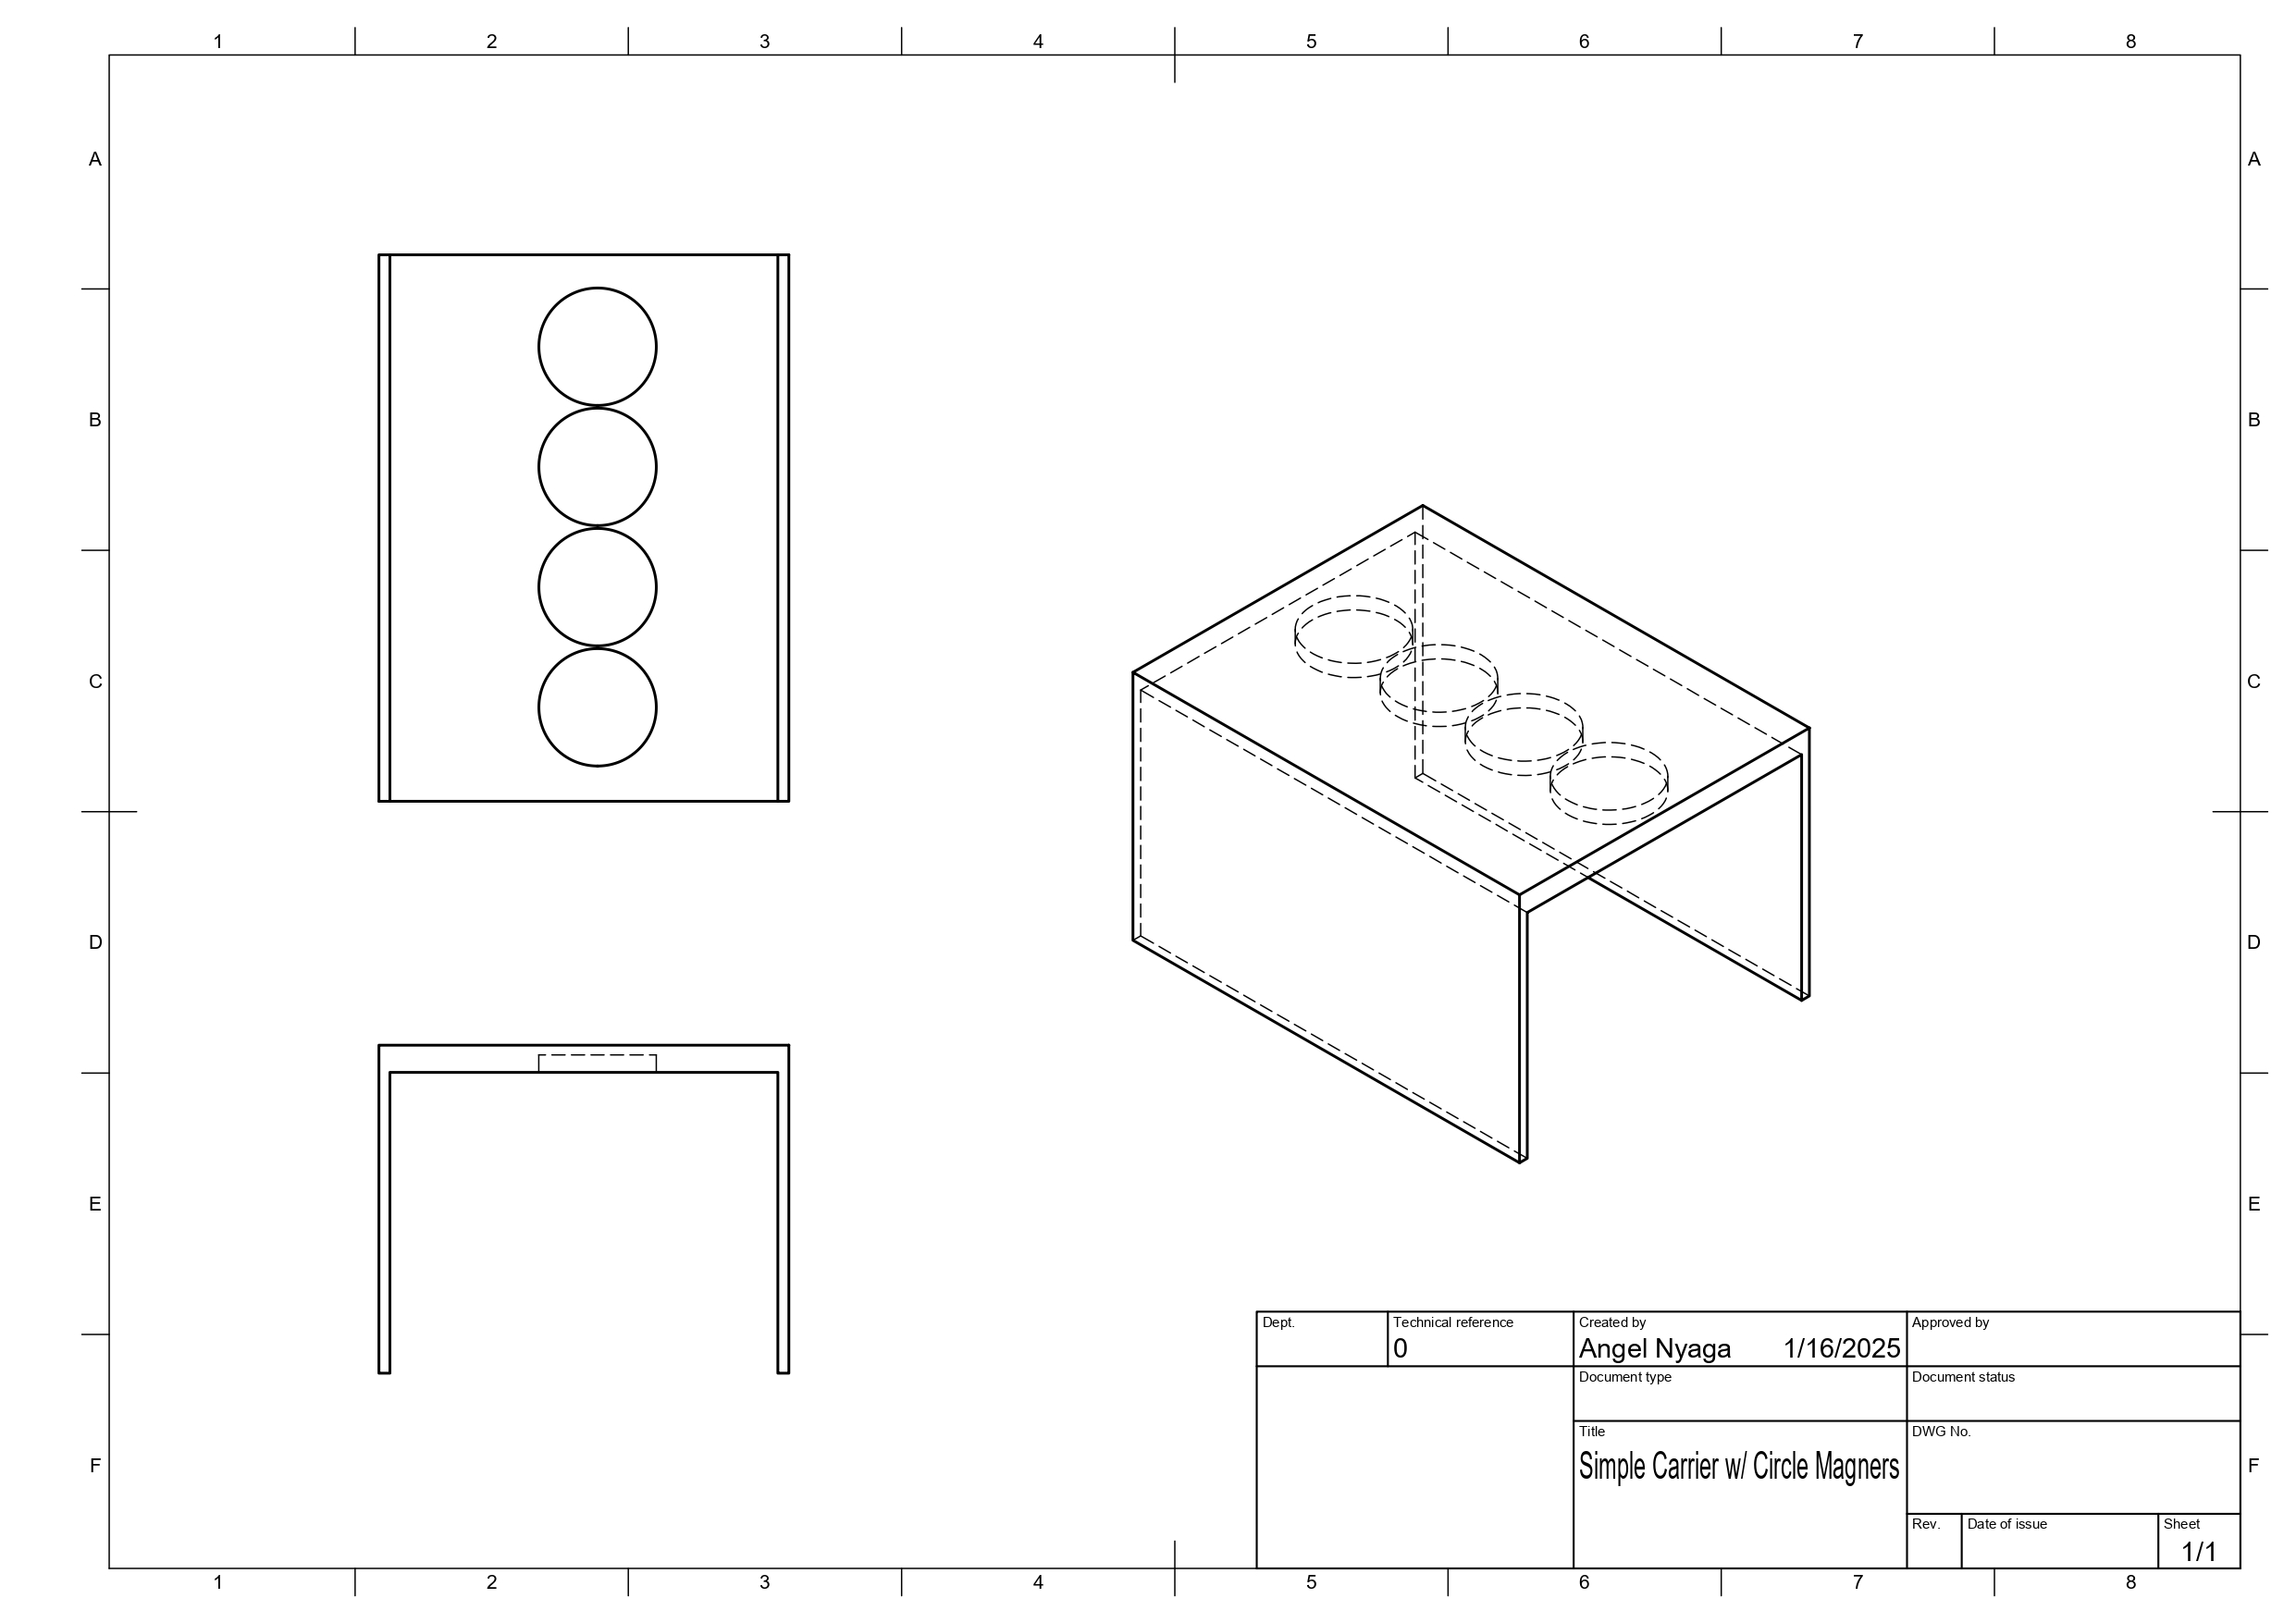 1 2 3 4 5 6 7 8
A A
B B
C C
D D
E E
Dept. Technical reference Created by Approved by
0 Angel Nyaga 1/16/2025
Document type Document status
Title DWG No.
Simple Carrier w/ Circle Magners
F F
Rev. Date of issue Sheet
1/1
1 2 3 4 5 6 7 8